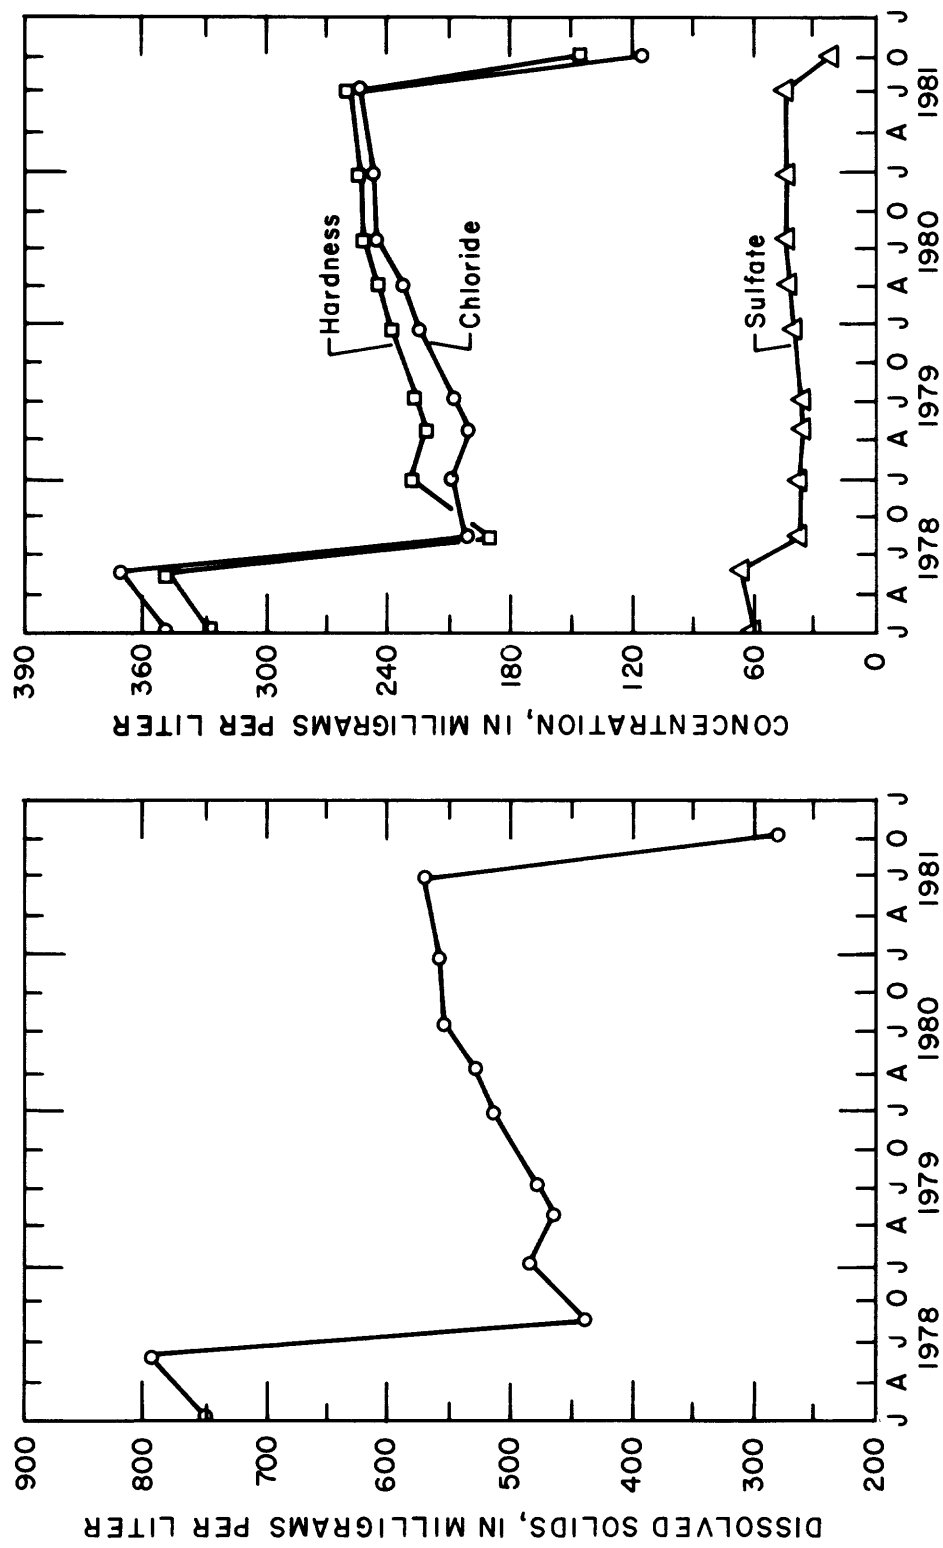 DISSOLVED SOLIDS, IN MILLIGRAMS PER LITER
900
800
700
600
500
400
300
200
J A J O J A J O J A J O J A J O J
1978 1979 1980 1981
CONCENTRATION, IN MILLIGRAMS PER LITER
390
360
300
240
180
120
60
0
Hardness
Chloride
Sulfate
J A J O J A J O J A J O J A J O J
1978 1979 1980 1981